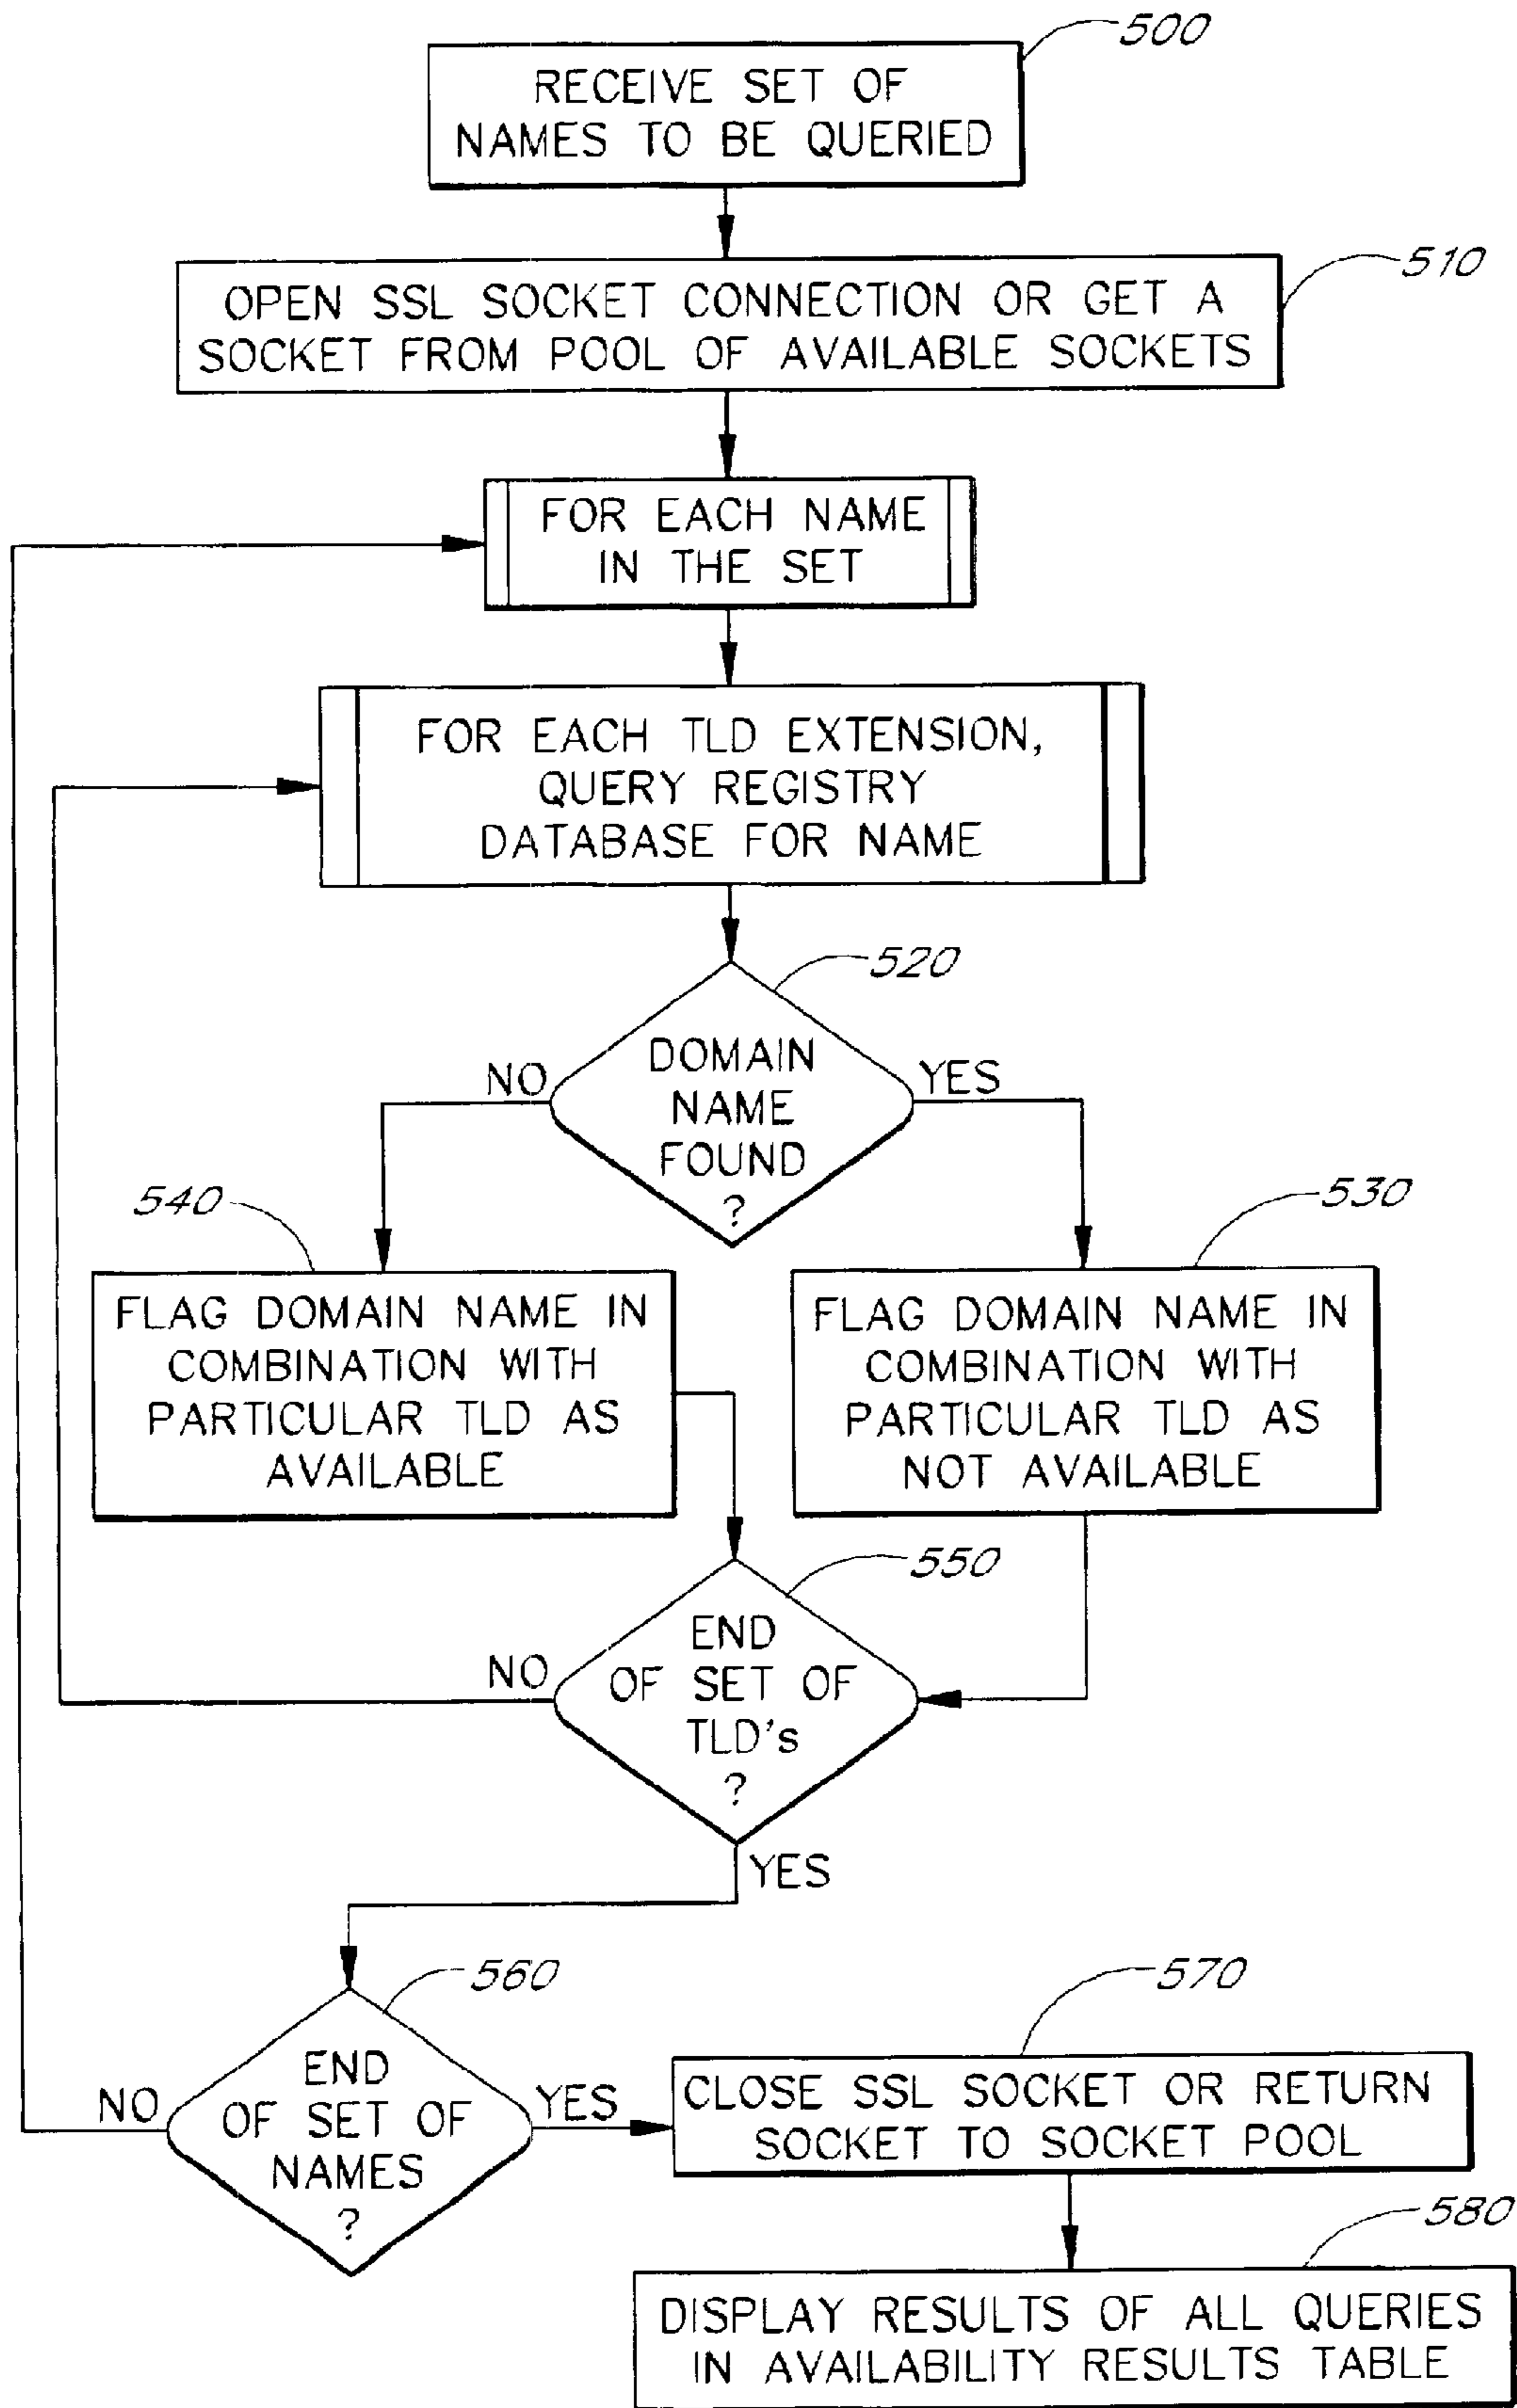 500
RECEIVE SET OF
NAMES TO BE QUERIED
510
OPEN SSL SOCKET CONNECTION OR GET A
SOCKET FROM POOL OF AVAILABLE SOCKETS
FOR EACH NAME
IN THE SET
FOR EACH TLD EXTENSION,
QUERY REGISTRY
DATABASE FOR NAME
520
DOMAIN
NAME
FOUND
?
NO
YES
540
FLAG DOMAIN NAME IN
COMBINATION WITH
PARTICULAR TLD AS
AVAILABLE
530
FLAG DOMAIN NAME IN
COMBINATION WITH
PARTICULAR TLD AS
NOT AVAILABLE
550
END
OF SET OF
TLD's
?
NO
YES
560
END
OF SET OF
NAMES
?
NO
YES
570
CLOSE SSL SOCKET OR RETURN
SOCKET TO SOCKET POOL
580
DISPLAY RESULTS OF ALL QUERIES
IN AVAILABILITY RESULTS TABLE